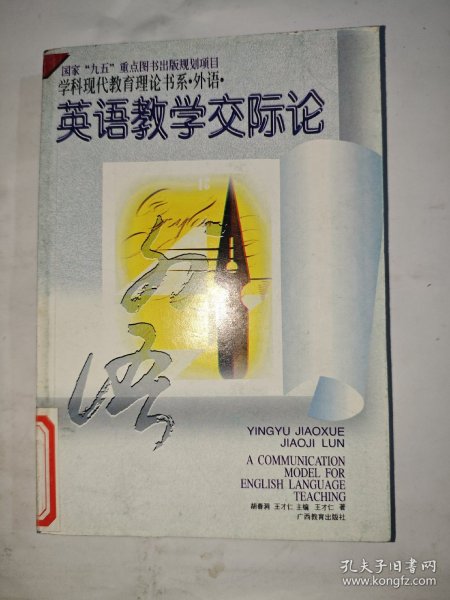 国家“九五”重点图书出版规划项目
学科现代教育理论书系·外语·
英语教学交际论
外语
YINGYU JIAOXUE
JIAOJI LUN
A COMMUNICATION
MODEL FOR
ENGLISH LANGUAGE
TEACHING
胡春洞 王才仁 主编 王才仁 著
广西教育出版社
孔夫子旧书网
www.kongfz.com